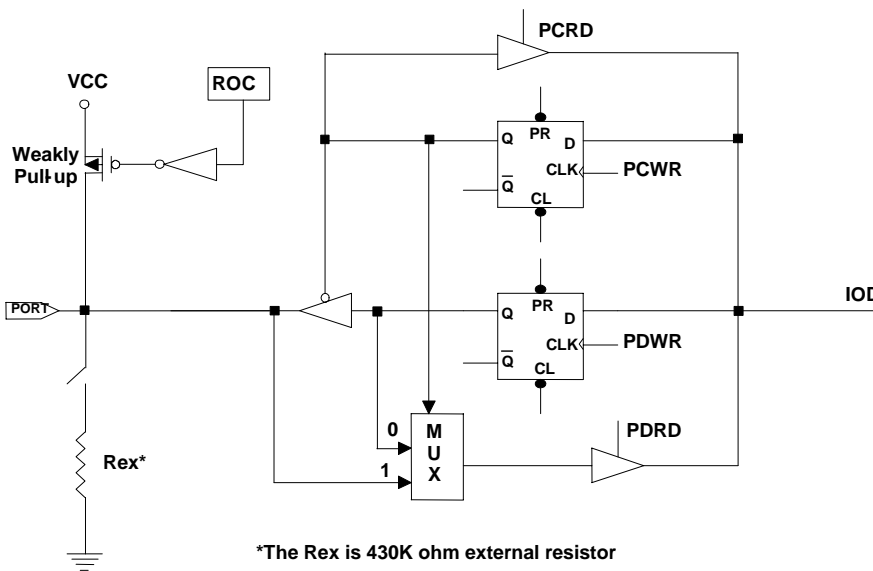 PCRD
VCC
ROC
Weakly
Pull-up
Q
PR
D
CLK
PCWR
Q
CL
PORT
Q
PR
D
IOD
CLK
PDWR
Q
CL
0
1
M
U
X
PDRD
Rex*
*The Rex is 430K ohm external resistor